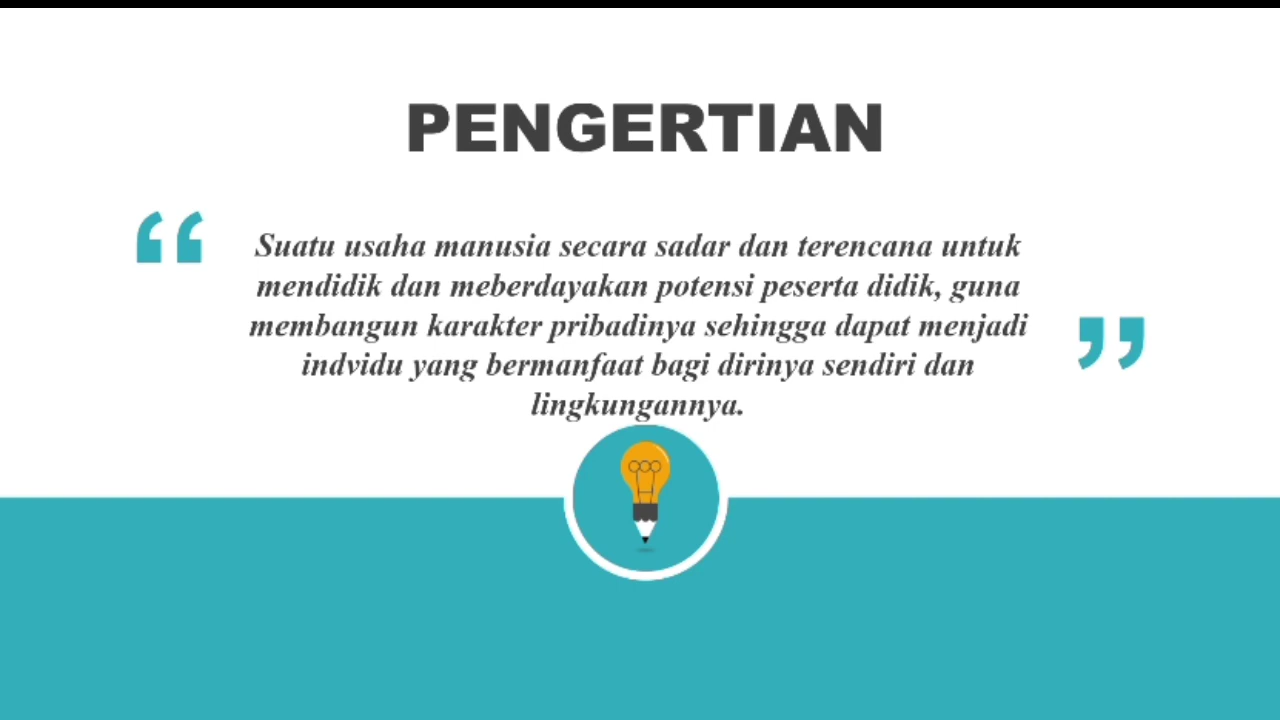 PENGERTIAN
“
Suatu usaha manusia secara sadar dan terencana untuk
mendidik dan meberdayakan potensi peserta didik, guna
membangun karakter pribadinya sehingga dapat menjadi
indvidu yang bermanfaat bagi dirinya sendiri dan
lingkungannya.
”